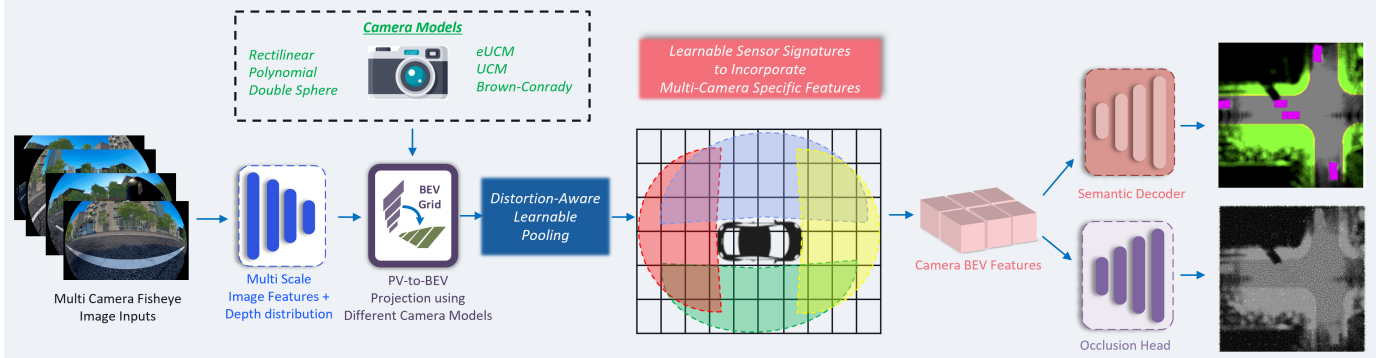 Camera Models
Rectilinear
Polynomial
Double Sphere
eUCM
UCM
Brown-Conrady
Learnable Sensor Signatures
to Incorporate
Multi-Camera Specific Features
Multi Camera Fisheye
Image Inputs
Multi Scale
Image Features +
Depth distribution
BEV
Grid
PV-to-BEV
Projection using
Different Camera Models
Distortion-Aware
Learnable
Pooling
Camera BEV Features
Semantic Decoder
Occlusion Head